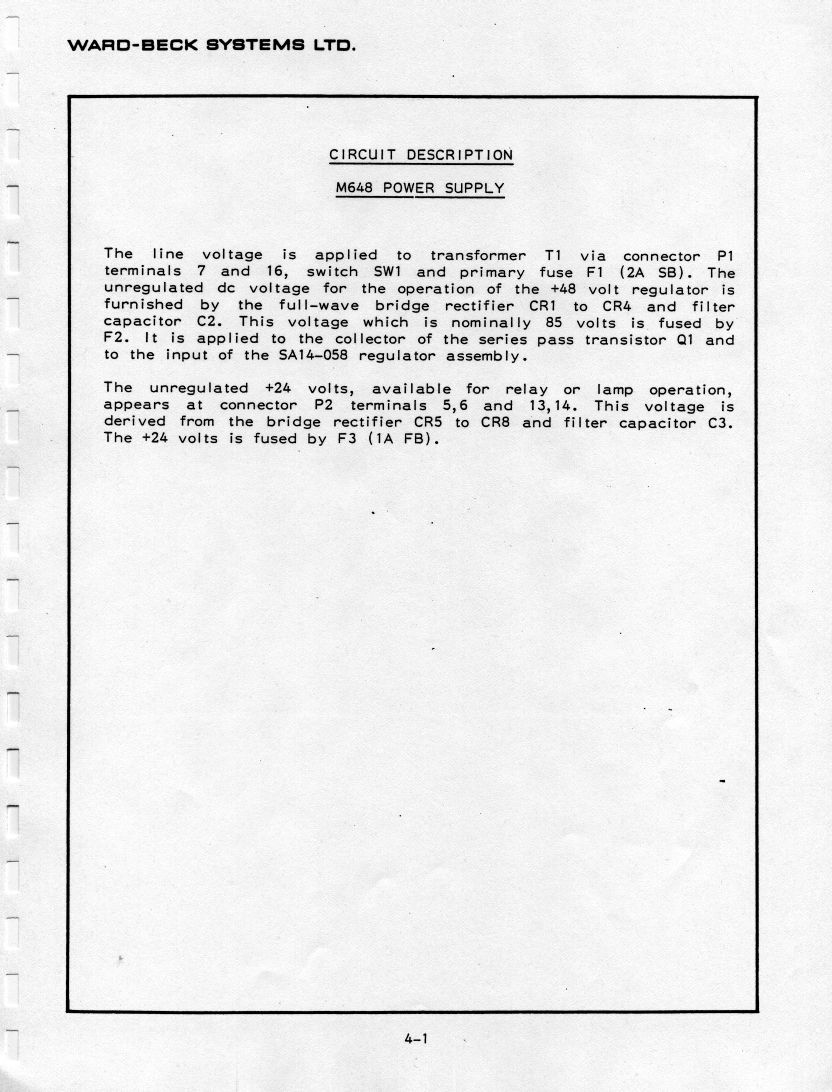 WARD-BECK SYSTEMS LTD.
CIRCUIT DESCRIPTION
M648 POWER SUPPLY
The line voltage is applied to transformer T1 via connector P1
terminals 7 and 16, switch SW1 and primary fuse F1 (2A SB). The
unregulated dc voltage for the operation of the +48 volt regulator is
furnished by the full-wave bridge rectifier CR1 to CR4 and filter
capacitor C2. This voltage which is nominally 85 volts is fused by
F2. It is applied to the collector of the series pass transistor Q1 and
to the input of the SA14-058 regulator assembly.
The unregulated +24 volts, available for relay or lamp operation,
appears at connector P2 terminals 5,6 and 13,14. This voltage is
derived from the bridge rectifier CR5 to CR8 and filter capacitor C3.
The +24 volts is fused by F3 (1A FB).
4-1